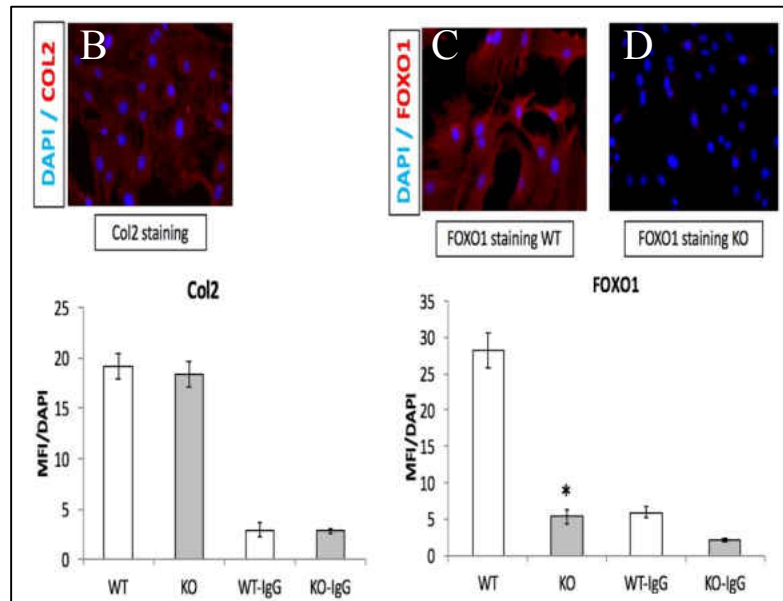 B
DAPI / COL2
Col2 staining
C
D
DAPI / FOXO1
FOXO1 staining WT
FOXO1 staining KO
Col2
MFI/DAPI
25
20
15
10
5
0
WT
KO
WT-IgG
KO-IgG
FOXO1
MFI/DAPI
35
30
25
20
15
10
5
0
*
WT
KO
WT-IgG
KO-IgG